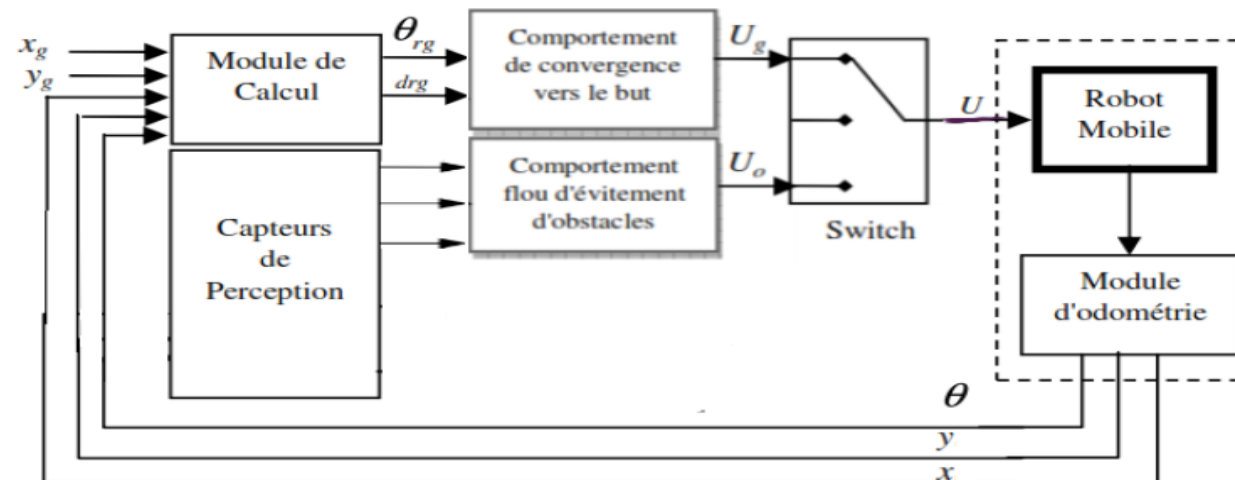 x_g
y_g
Module de
Calcul
θ_rg
drg
Comportement
de convergence
vers le but
U_g
U
Robot
Mobile
Capteurs
de
Perception
Comportement
flou d'évitement
d'obstacles
U_o
Switch
Module
d'odométrie
θ
y
x